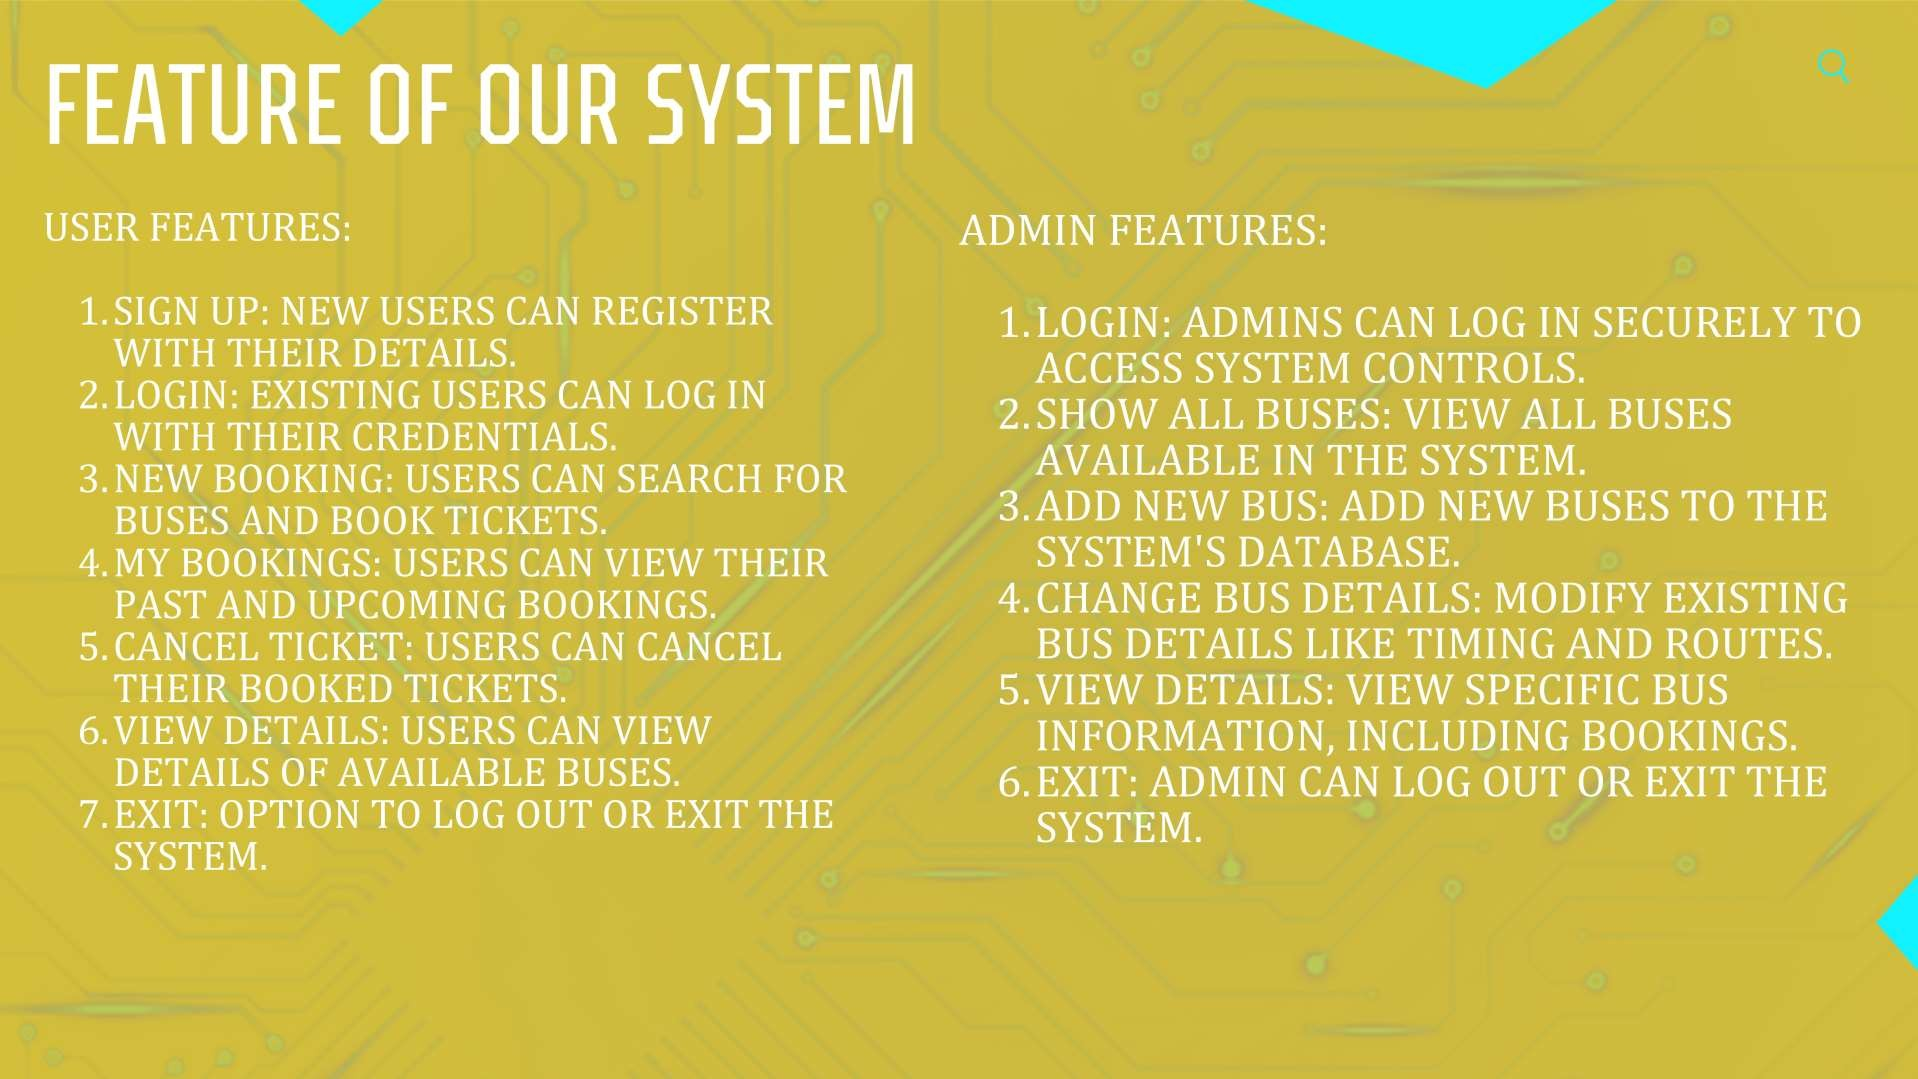 FEATURE OF OUR SYSTEM
USER FEATURES:
1. SIGN UP: NEW USERS CAN REGISTER
WITH THEIR DETAILS.
2. LOGIN: EXISTING USERS CAN LOG IN
WITH THEIR CREDENTIALS.
3. NEW BOOKING: USERS CAN SEARCH FOR
BUSES AND BOOK TICKETS.
4. MY BOOKINGS: USERS CAN VIEW THEIR
PAST AND UPCOMING BOOKINGS.
5. CANCEL TICKET: USERS CAN CANCEL
THEIR BOOKED TICKETS.
6. VIEW DETAILS: USERS CAN VIEW
DETAILS OF AVAILABLE BUSES.
7. EXIT: OPTION TO LOG OUT OR EXIT THE
SYSTEM.
ADMIN FEATURES:
1. LOGIN: ADMINS CAN LOG IN SECURELY TO
ACCESS SYSTEM CONTROLS.
2. SHOW ALL BUSES: VIEW ALL BUSES
AVAILABLE IN THE SYSTEM.
3. ADD NEW BUS: ADD NEW BUSES TO THE
SYSTEM'S DATABASE.
4. CHANGE BUS DETAILS: MODIFY EXISTING
BUS DETAILS LIKE TIMING AND ROUTES.
5. VIEW DETAILS: VIEW SPECIFIC BUS
INFORMATION, INCLUDING BOOKINGS.
6. EXIT: ADMIN CAN LOG OUT OR EXIT THE
SYSTEM.